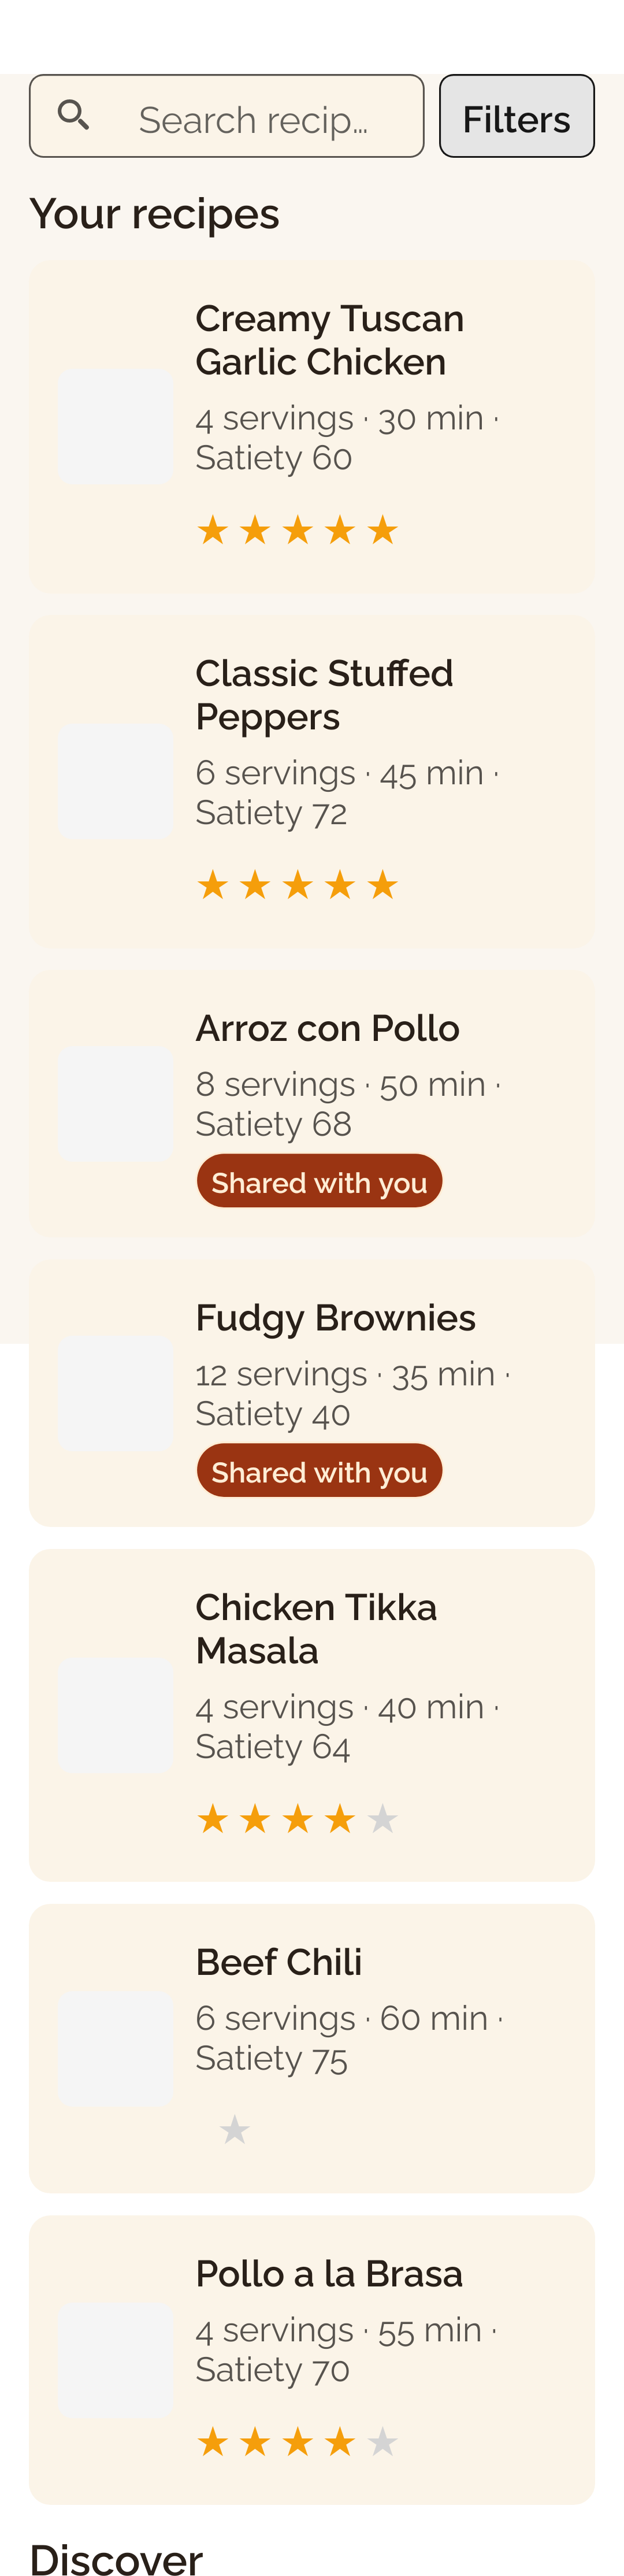 Search recip...
Filters
Your recipes
Creamy Tuscan
Garlic Chicken
4 servings · 30 min ·
Satiety 60
★ ★ ★ ★ ★
Classic Stuffed
Peppers
6 servings · 45 min ·
Satiety 72
★ ★ ★ ★ ★
Arroz con Pollo
8 servings · 50 min ·
Satiety 68
Shared with you
Fudgy Brownies
12 servings · 35 min ·
Satiety 40
Shared with you
Chicken Tikka
Masala
4 servings · 40 min ·
Satiety 64
★ ★ ★ ★ ★
Beef Chili
6 servings · 60 min ·
Satiety 75
★
Pollo a la Brasa
4 servings · 55 min ·
Satiety 70
★ ★ ★ ★ ★
Discover